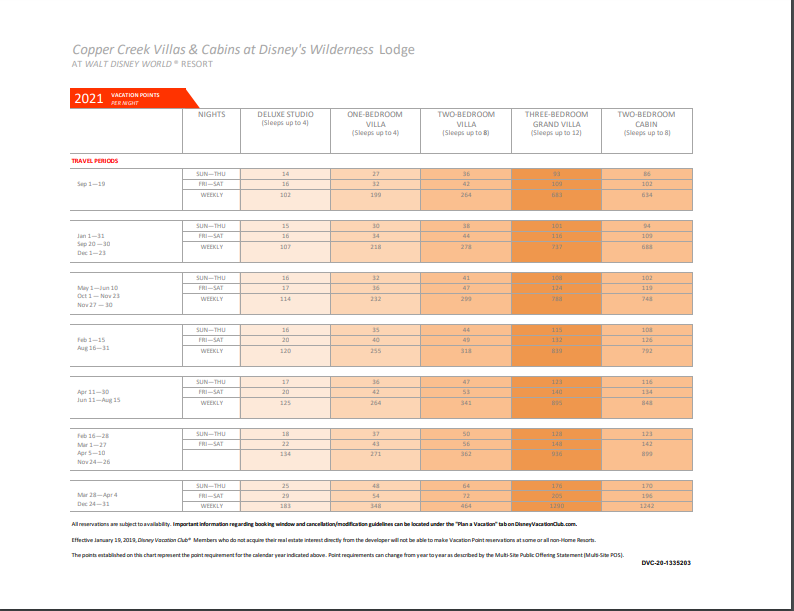 Copper Creek Villas & Cabins at Disney's Wilderness Lodge
AT WALT DISNEY WORLD® RESORT
2021 VACATION POINTS
PER NIGHT
NIGHTS DELUXE STUDIO ONE-BEDROOM TWO-BEDROOM THREE-BEDROOM TWO-BEDROOM
(Sleeps up to 4) VILLA VILLA GRAND VILLA CABIN
(Sleeps up to 4) (Sleeps up to 8) (Sleeps up to 12) (Sleeps up to 8)
TRAVEL PERIODS
SUN—THU 14 27 36 93 86
Sep 1—19 FRI—SAT 16 32 42 109 102
WEEKLY 102 199 264 683 634
SUN—THU 15 30 38 101 94
Jan 1—31 FRI—SAT 16 34 44 116 109
Sep 20 —30 WEEKLY 107 218 278 737 688
Dec 1—23
SUN—THU 16 32 41 108 102
May 1—Jun 10 FRI—SAT 17 36 47 124 119
Oct 1 — Nov 23 WEEKLY 114 232 299 788 748
Nov 27 — 30
SUN—THU 16 35 44 115 108
Feb 1—15 FRI—SAT 20 40 49 132 126
Aug 16—31 WEEKLY 120 255 318 839 792
SUN—THU 17 36 47 123 116
Apr 11—30 FRI—SAT 20 42 53 140 134
Jun 11—Aug 15 WEEKLY 125 264 341 895 848
Feb 16—28 SUN—THU 18 37 50 128 123
Mar 1—27 FRI—SAT 22 43 56 148 142
Apr 5—10 134 271 362 936 899
Nov 24—26
SUN—THU 25 48 64 176 170
Mar 28—Apr 4 FRI—SAT 29 54 72 205 196
Dec 24—31 WEEKLY 183 348 464 1290 1242
All reservations are subject to availability. Important information regarding booking window and cancellation/modification guidelines can be located under the "Plan a Vacation" tab on DisneyVacationClub.com.
Effective January 19, 2019, Disney Vacation Club® Members who do not acquire their real estate interest directly from the developer will not be able to make Vacation Point reservations at some or all non-Home Resorts.
The points established on this chart represent the point requirement for the calendar year indicated above. Point requirements can change from year to year as described by the Multi-Site Public Offering Statement (Multi-Site POS).
DVC-20-1335203